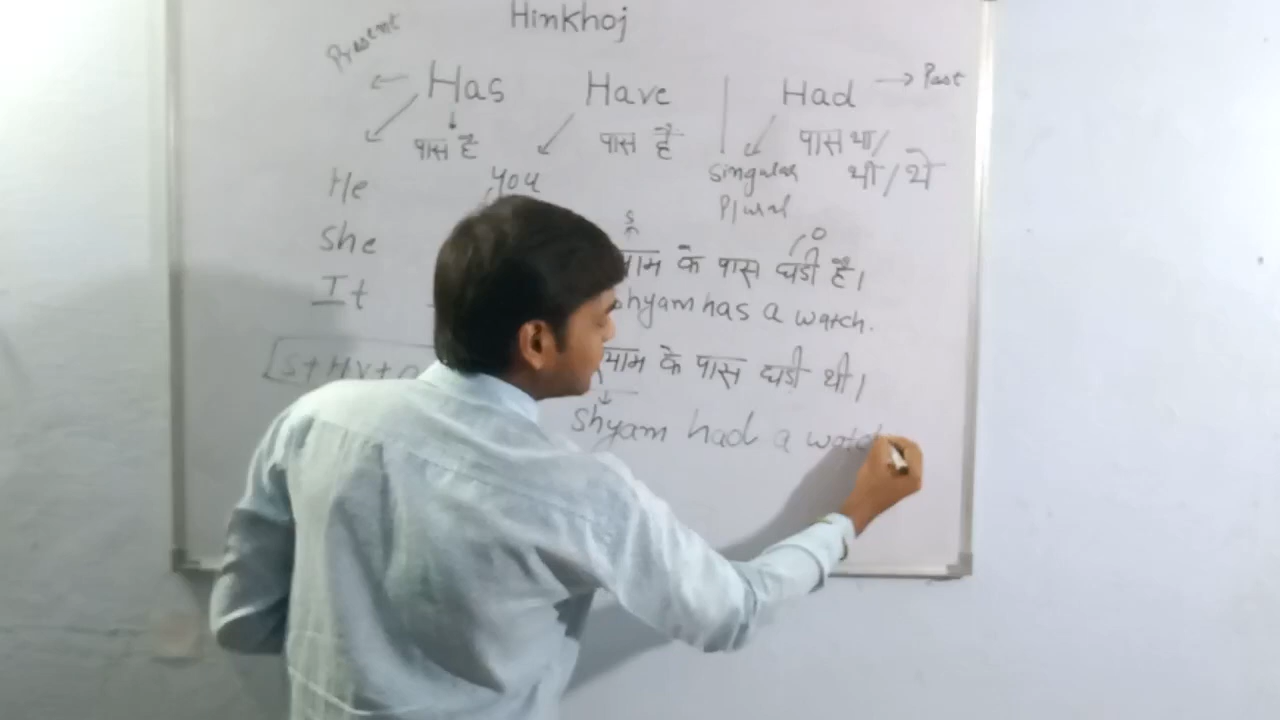 Hinkhoj
Present
Has Have Had → Past
पास है पास हैं पास था/
थी/थे
He You Singular
Plural
She
It
S
O
के पास घडी है।
Shyam has a watch.
के पास घडी थी।
Shyam had a watch
S+HV+